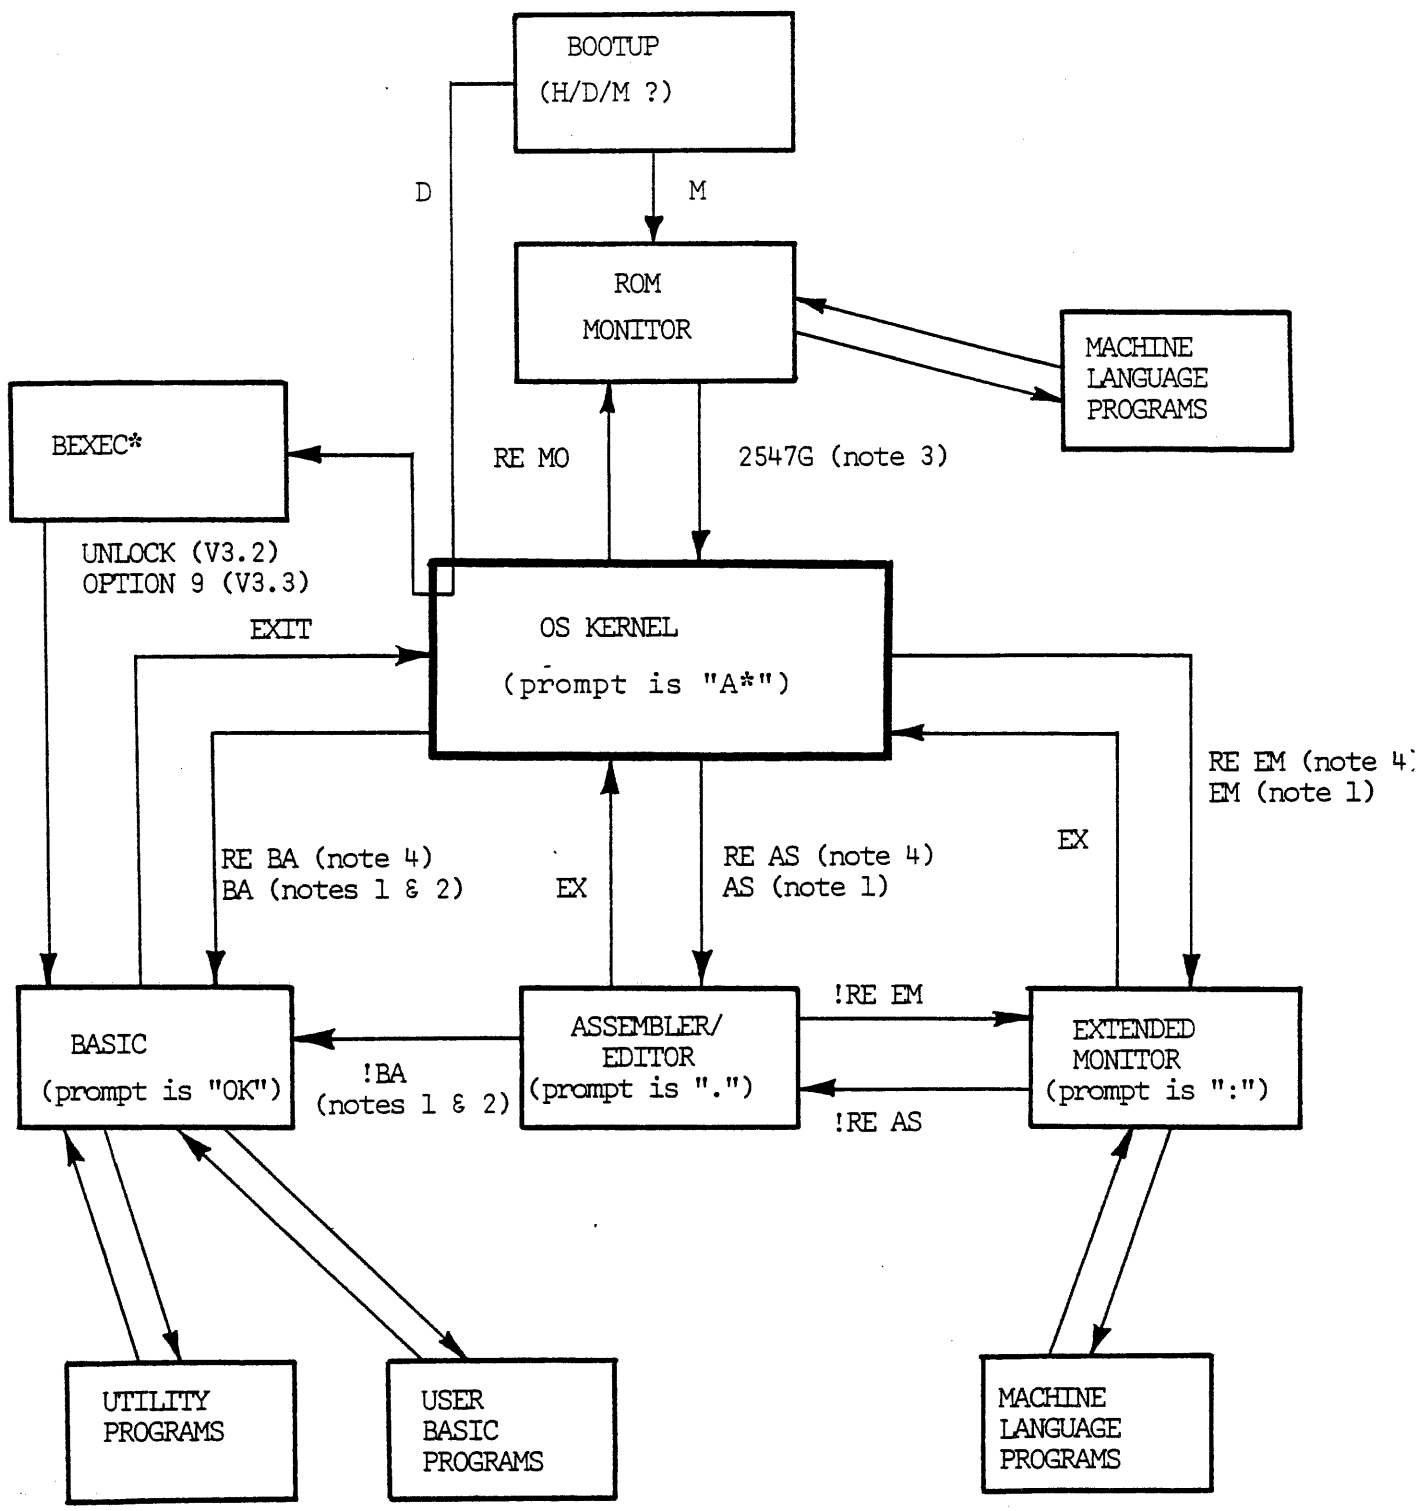 BOOTUP
(H/D/M ?)
D
M
ROM
MONITOR
MACHINE
LANGUAGE
PROGRAMS
BEXEC*
RE MO
2547G (note 3)
UNLOCK (V3.2)
OPTION 9 (V3.3)
EXIT
OS KERNEL
(prompt is "A*")
RE EM (note 4)
EM (note 1)
EX
RE BA (note 4)
BA (notes 1 & 2)
EX
RE AS (note 4)
AS (note 1)
BASIC
(prompt is "OK")
!BA
(notes 1 & 2)
ASSEMBLER/
EDITOR
(prompt is ".")
!RE EM
!RE AS
EXTENDED
MONITOR
(prompt is ":")
UTILITY
PROGRAMS
USER
BASIC
PROGRAMS
MACHINE
LANGUAGE
PROGRAMS